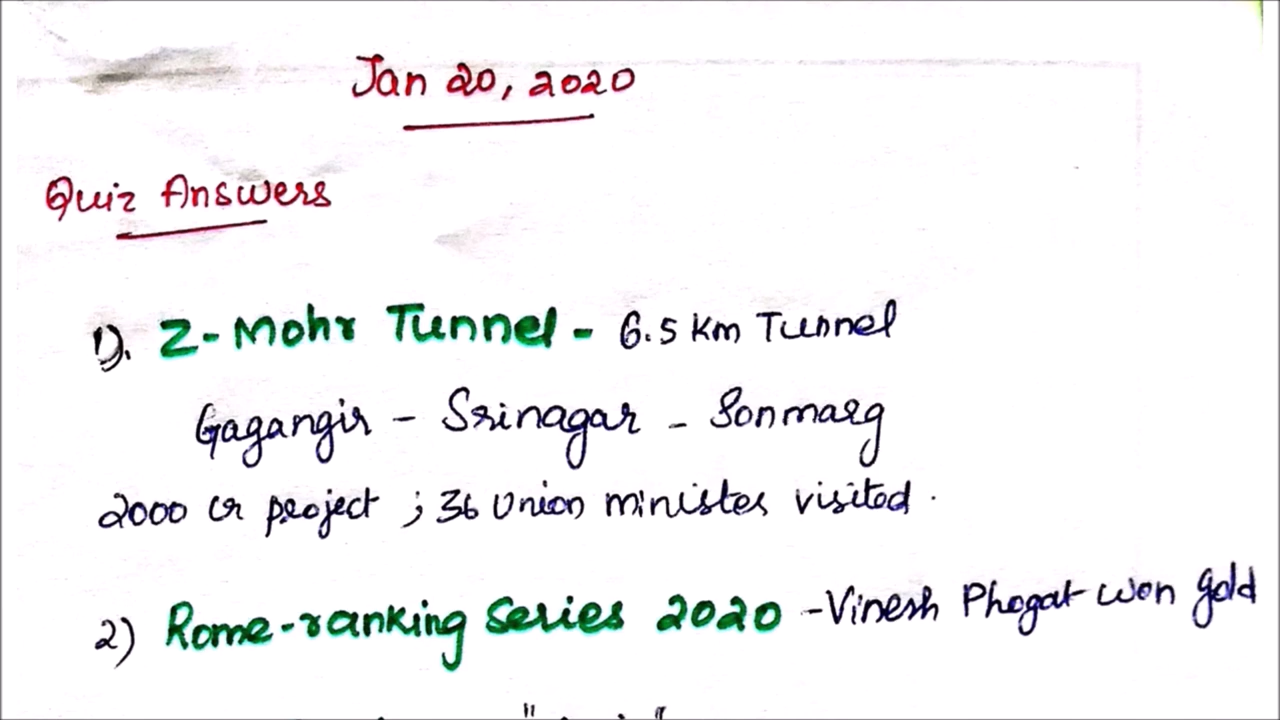 Jan 20, 2020
Quiz Answers
1). Z-Mohr Tunnel - 6.5 Km Tunnel
Gagangir - Srinagar - Sonmarg
2000 Cr project ; 36 Union ministes visited.
2) Rome-ranking Series 2020 - Vinesh Phogat won gold